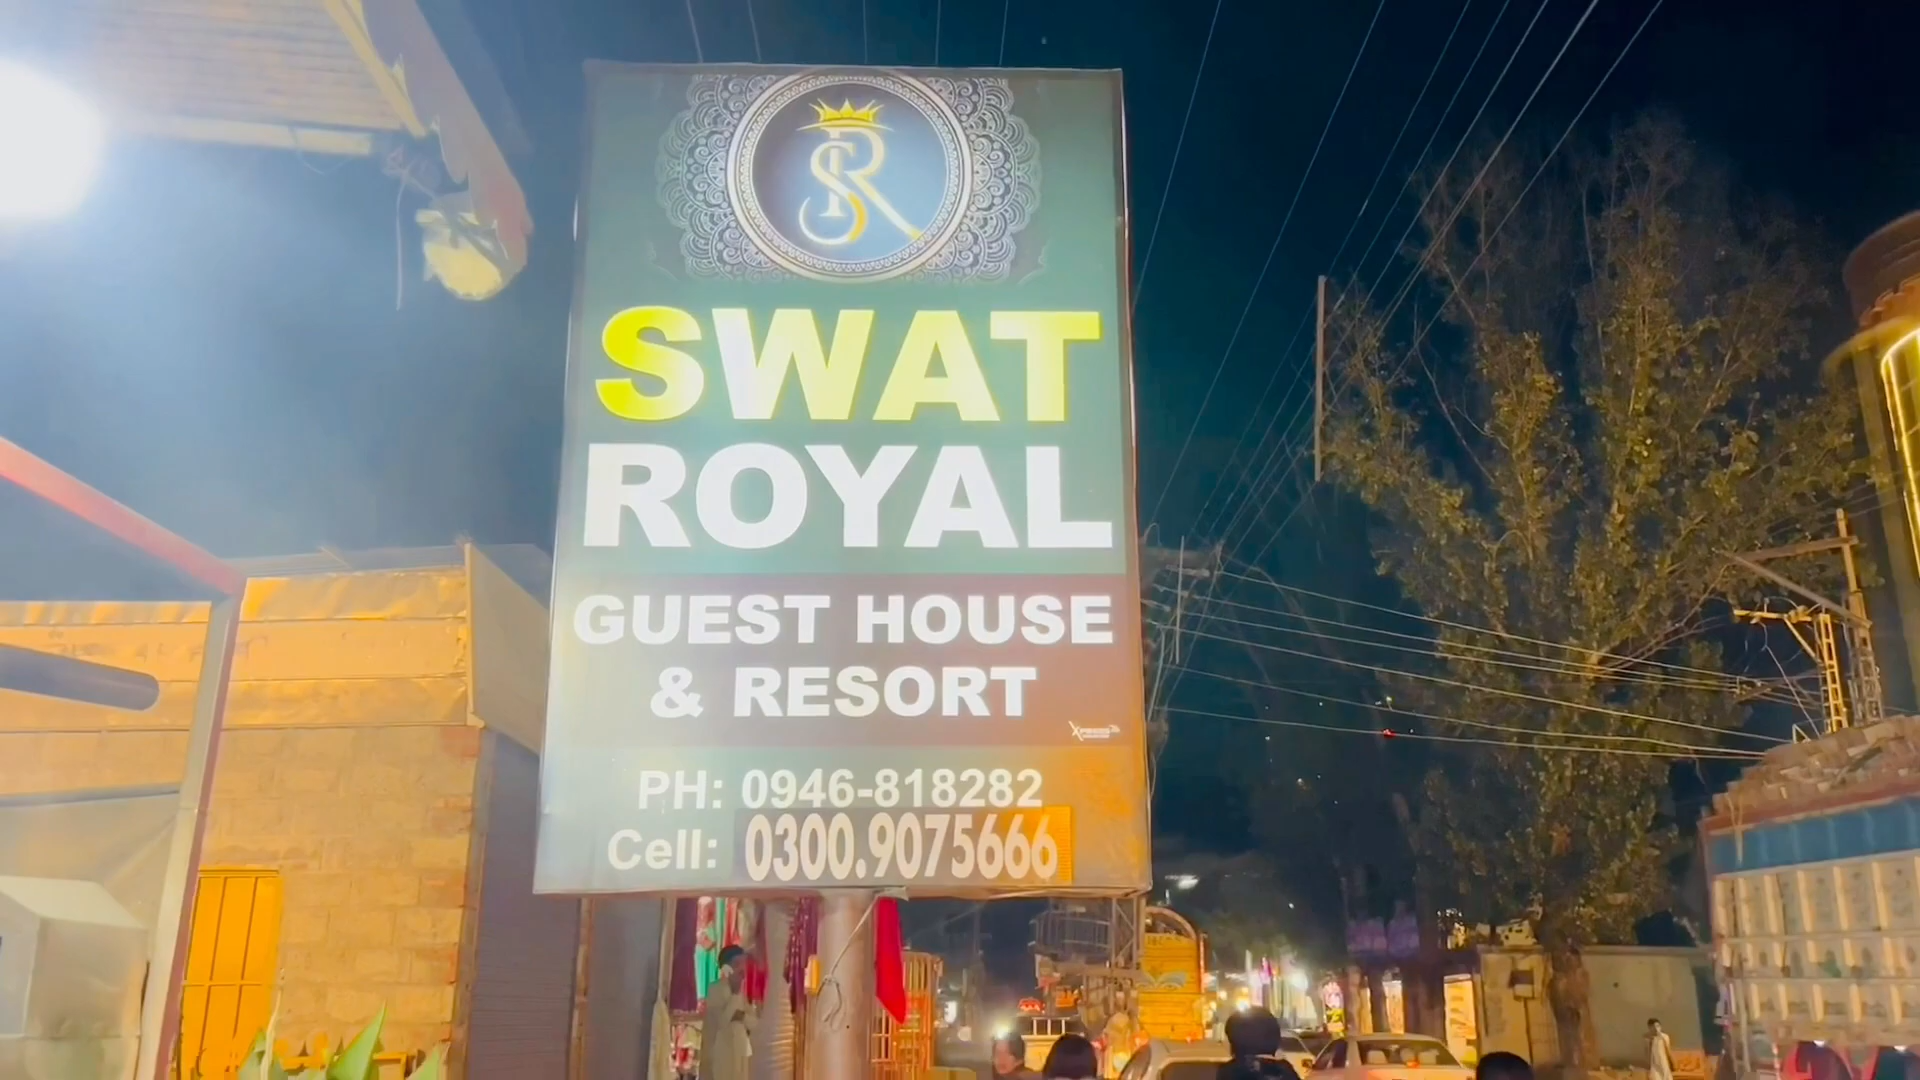 SR
SWAT
ROYAL
GUEST HOUSE
& RESORT
PH: 0946-818282
Cell: 0300.9075666